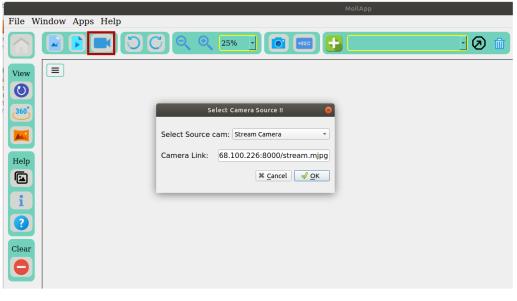 MoilApp
File Window Apps Help
25%
REC
View
360°
Select Camera Source !!
Select Source cam: Stream Camera
Camera Link: 68.100.226:8000/stream.mjpg
Cancel OK
Help
i
?
Clear